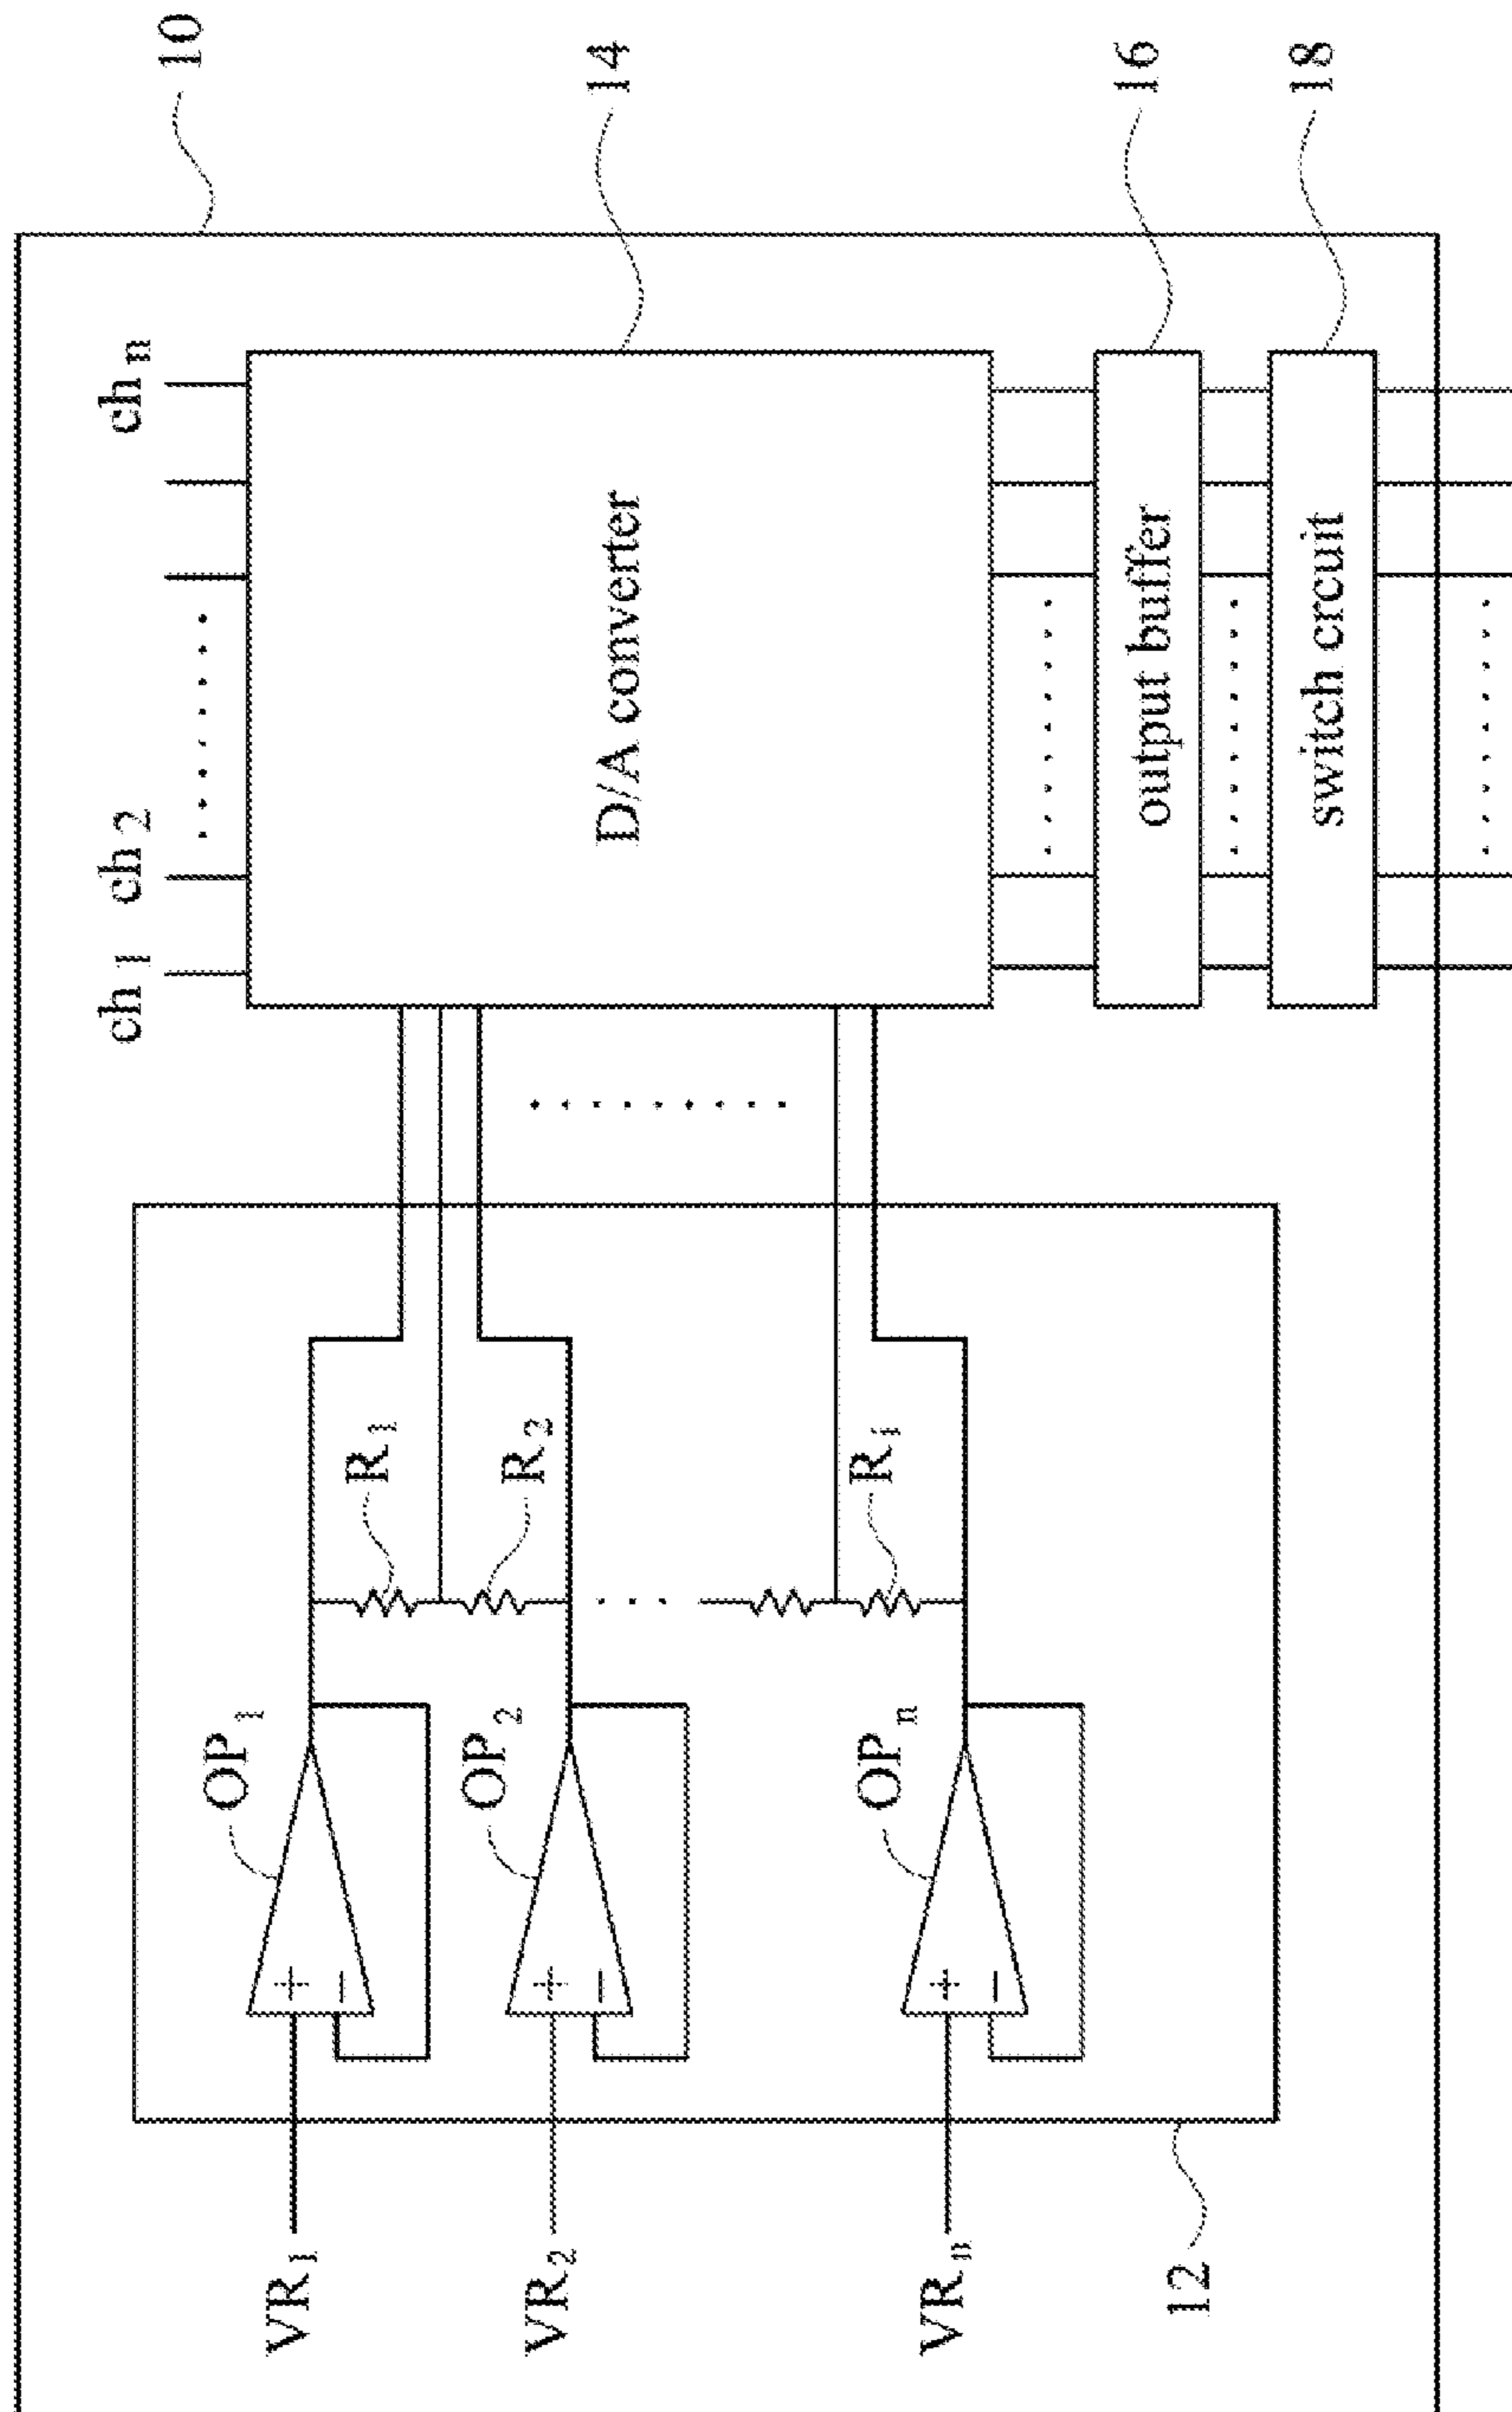 10
14
16
18
ch 1
ch 2
ch n
D/A converter
output buffer
switch crcuit
R 1
R 2
R i
OP 1
OP 2
OP n
+
−
+
−
+
−
VR 1
VR 2
VR n
12